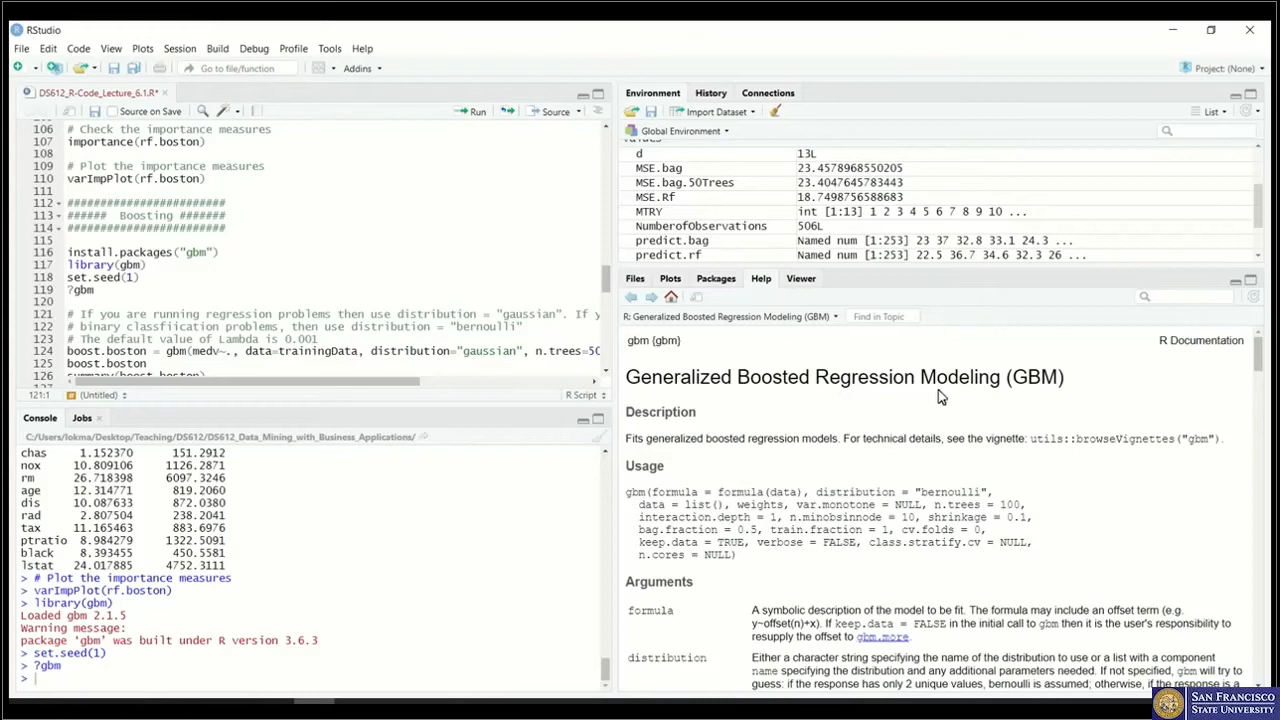 RStudio
File Edit Code View Plots Session Build Debug Profile Tools Help
Go to file/function Addins Project: (None)
DS612_R-Code_Lecture_6.1.R*
Source on Save Run Source
106 # Check the importance measures
107 importance(rf.boston)
108
109 # Plot the importance measures
110 varImpPlot(rf.boston)
111
112 ########################
113 ###### Boosting #######
114 ########################
115
116 install.packages("gbm")
117 library(gbm)
118 set.seed(1)
119 ?gbm
120
121 # If you are running regression problems then use distribution = "gaussian". If y
122 # binary classfiication problems, then use distribution = "bernoulli"
123 # The default value of Lambda is 0.001
124 boost.boston = gbm(medv~., data=trainingData, distribution="gaussian", n.trees=50
125 boost.boston
126 summary(boost.boston)
121:1 (Untitled) R Script
Console Jobs
C:/Users/lokma/Desktop/Teaching/DS612/DS612_Data_Mining_with_Business_Applications/
chas 1.152370 151.2912
nox 10.809106 1126.2871
rm 26.718398 6097.3246
age 12.314771 819.2060
dis 10.087633 872.0380
rad 2.807504 238.2041
tax 11.165463 883.6976
ptratio 8.984279 1322.5091
black 8.393455 450.5581
lstat 24.017885 4752.3111
> # Plot the importance measures
> varImpPlot(rf.boston)
> library(gbm)
Loaded gbm 2.1.5
Warning message:
package 'gbm' was built under R version 3.6.3
> set.seed(1)
> ?gbm
>
Environment History Connections
Import Dataset List
Global Environment
values
d 13L
MSE.bag 23.4578968550205
MSE.bag.50Trees 23.4047645783443
MSE.Rf 18.7498756588683
MTRY int [1:13] 1 2 3 4 5 6 7 8 9 10 ...
NumberofObservations 506L
predict.bag Named num [1:253] 23 37 32.8 33.1 24.3 ...
predict.rf Named num [1:253] 22.5 36.7 34.6 32.3 26 ...
Files Plots Packages Help Viewer
R: Generalized Boosted Regression Modeling (GBM) Find in Topic
gbm {gbm} R Documentation
Generalized Boosted Regression Modeling (GBM)
Description
Fits generalized boosted regression models. For technical details, see the vignette: utils::browseVignettes("gbm").
Usage
gbm(formula = formula(data), distribution = "bernoulli",
data = list(), weights, var.monotone = NULL, n.trees = 100,
interaction.depth = 1, n.minobsinnode = 10, shrinkage = 0.1,
bag.fraction = 0.5, train.fraction = 1, cv.folds = 0,
keep.data = TRUE, verbose = FALSE, class.stratify.cv = NULL,
n.cores = NULL)
Arguments
formula A symbolic description of the model to be fit. The formula may include an offset term (e.g.
y~offset(n)+x). If keep.data = FALSE in the initial call to gbm then it is the user's responsibility to
resupply the offset to gbm.more.
distribution Either a character string specifying the name of the distribution to use or a list with a component
name specifying the distribution and any additional parameters needed. If not specified, gbm will try to
guess: if the response has only 2 unique values, bernoulli is assumed; otherwise, if the response is a
SAN FRANCISCO
STATE UNIVERSITY